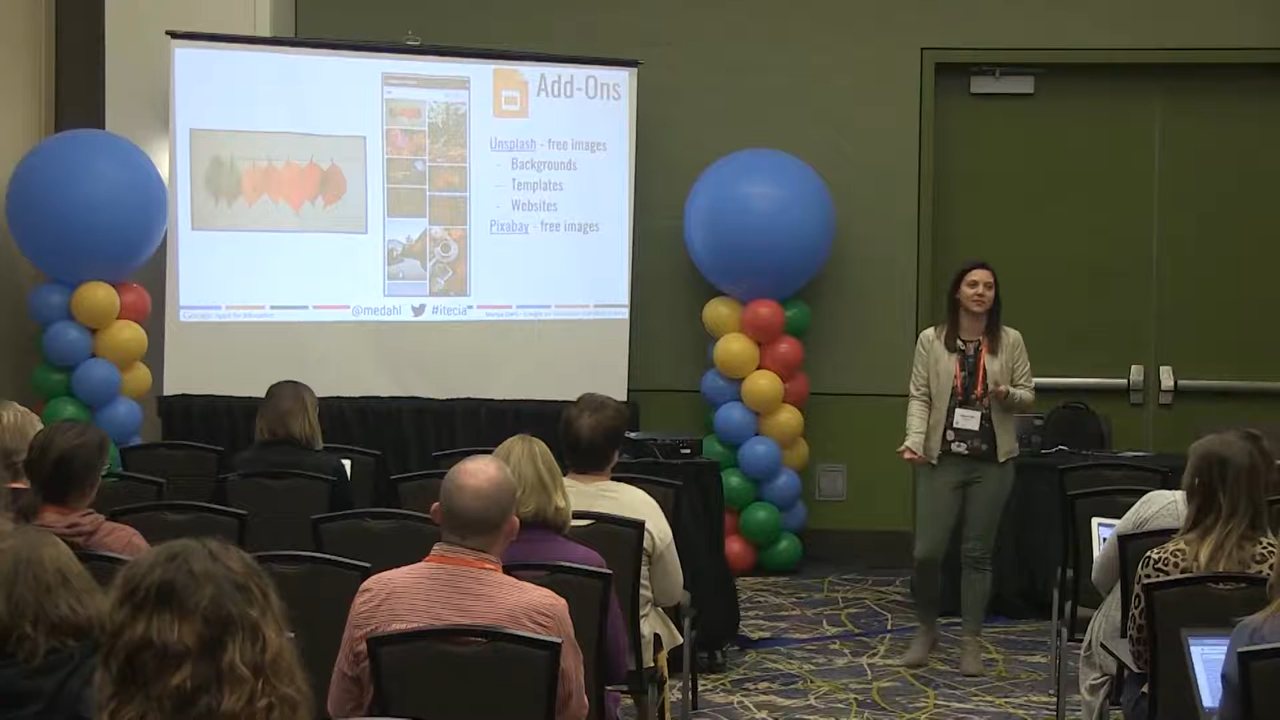 Add-Ons
Unsplash - free images
- Backgrounds
- Templates
- Websites
Pixabay - free images
@medahl #itecia